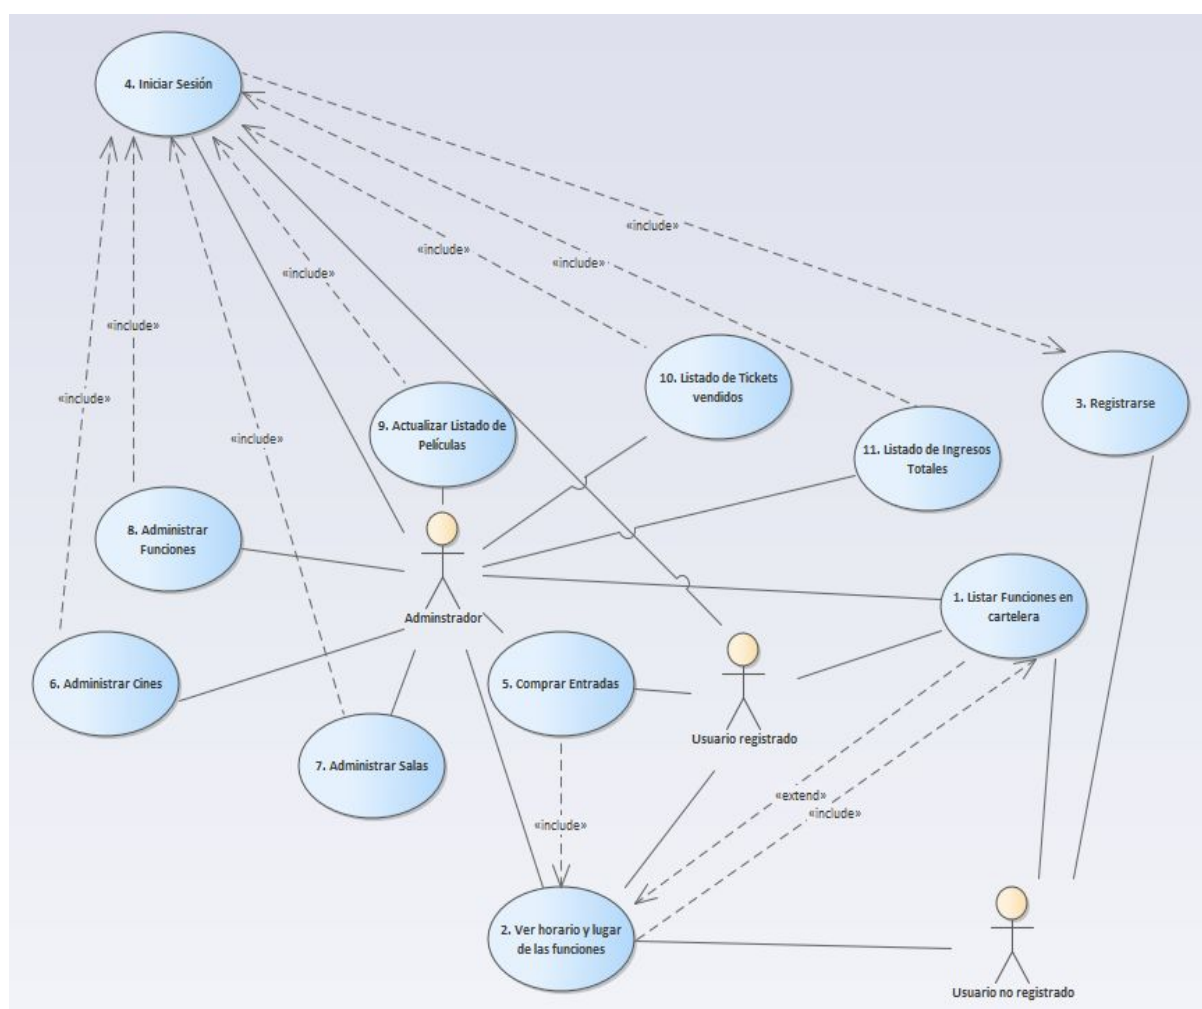 4. Iniciar Sesión
«include»
«include»
«include»
«include»
«include»
«include»
«include»
10. Listado de Tickets
vendidos
3. Registrarse
9. Actualizar Listado de
Películas
11. Listado de Ingresos
Totales
8. Administrar
Funciones
Adminstrador
1. Listar Funciones en
cartelera
6. Administrar Cines
5. Comprar Entradas
Usuario registrado
7. Administrar Salas
«extend»
«include»
«include»
2. Ver horario y lugar
de las funciones
Usuario no registrado